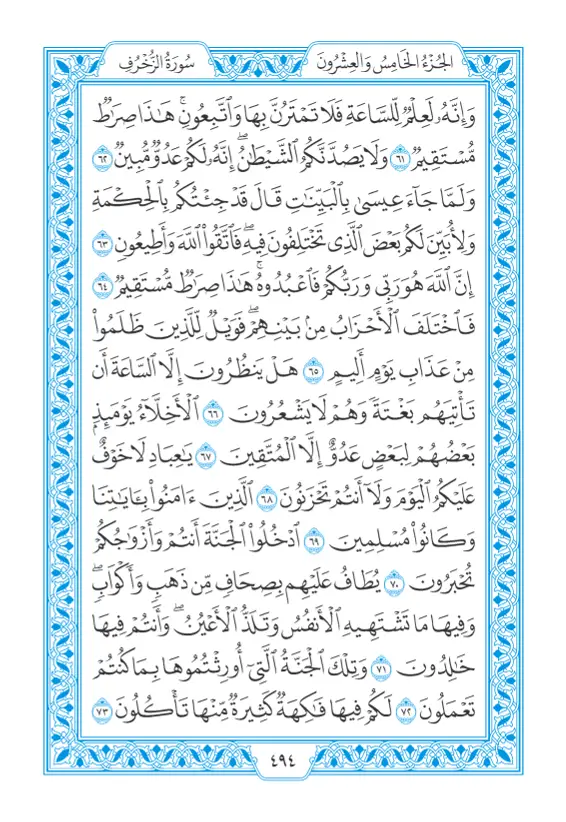 الجُزْءُ الخَامِسُ وَالعِشْرُونَ
سُورَةُ الزُّخْرُفِ
وَإِنَّهُۥ لَعِلْمٌ لِّلسَّاعَةِ فَلَا تَمْتَرُنَّ بِهَا وَٱتَّبِعُونِۚ هَٰذَا صِرَٰطٌ
مُّسْتَقِيمٌ ٦١ وَلَا يَصُدَّنَّكُمُ ٱلشَّيْطَٰنُۖ إِنَّهُۥ لَكُمْ عَدُوٌّ مُّبِينٌ ٦٢
وَلَمَّا جَآءَ عِيسَىٰ بِٱلْبَيِّنَٰتِ قَالَ قَدْ جِئْتُكُم بِٱلْحِكْمَةِ
وَلِأُبَيِّنَ لَكُم بَعْضَ ٱلَّذِى تَخْتَلِفُونَ فِيهِۖ فَٱتَّقُوا۟ ٱللَّهَ وَأَطِيعُونِ ٦٣
إِنَّ ٱللَّهَ هُوَ رَبِّى وَرَبُّكُمْ فَٱعْبُدُوهُۚ هَٰذَا صِرَٰطٌ مُّسْتَقِيمٌ ٦٤
فَٱخْتَلَفَ ٱلْأَحْزَابُ مِنۢ بَيْنِهِمْۖ فَوَيْلٌ لِّلَّذِينَ ظَلَمُوا۟
مِنْ عَذَابِ يَوْمٍ أَلِيمٍ ٦٥ هَلْ يَنظُرُونَ إِلَّا ٱلسَّاعَةَ أَن
تَأْتِيَهُم بَغْتَةً وَهُمْ لَا يَشْعُرُونَ ٦٦ ٱلْأَخِلَّآءُ يَوْمَئِذٍۭ
بَعْضُهُمْ لِبَعْضٍ عَدُوٌّ إِلَّا ٱلْمُتَّقِينَ ٦٧ يَٰعِبَادِ لَا خَوْفٌ
عَلَيْكُمُ ٱلْيَوْمَ وَلَآ أَنتُمْ تَحْزَنُونَ ٦٨ ٱلَّذِينَ ءَامَنُوا۟ بِـَٔايَٰتِنَا
وَكَانُوا۟ مُسْلِمِينَ ٦٩ ٱدْخُلُوا۟ ٱلْجَنَّةَ أَنتُمْ وَأَزْوَٰجُكُمْ
تُحْبَرُونَ ٧٠ يُطَافُ عَلَيْهِم بِصِحَافٍ مِّن ذَهَبٍ وَأَكْوَابٍۖ
وَفِيهَا مَا تَشْتَهِيهِ ٱلْأَنفُسُ وَتَلَذُّ ٱلْأَعْيُنُۖ وَأَنتُمْ فِيهَا
خَٰلِدُونَ ٧١ وَتِلْكَ ٱلْجَنَّةُ ٱلَّتِىٓ أُورِثْتُمُوهَا بِمَا كُنتُمْ
تَعْمَلُونَ ٧٢ لَكُمْ فِيهَا فَٰكِهَةٌ كَثِيرَةٌ مِّنْهَا تَأْكُلُونَ ٧٣
٤٩٤